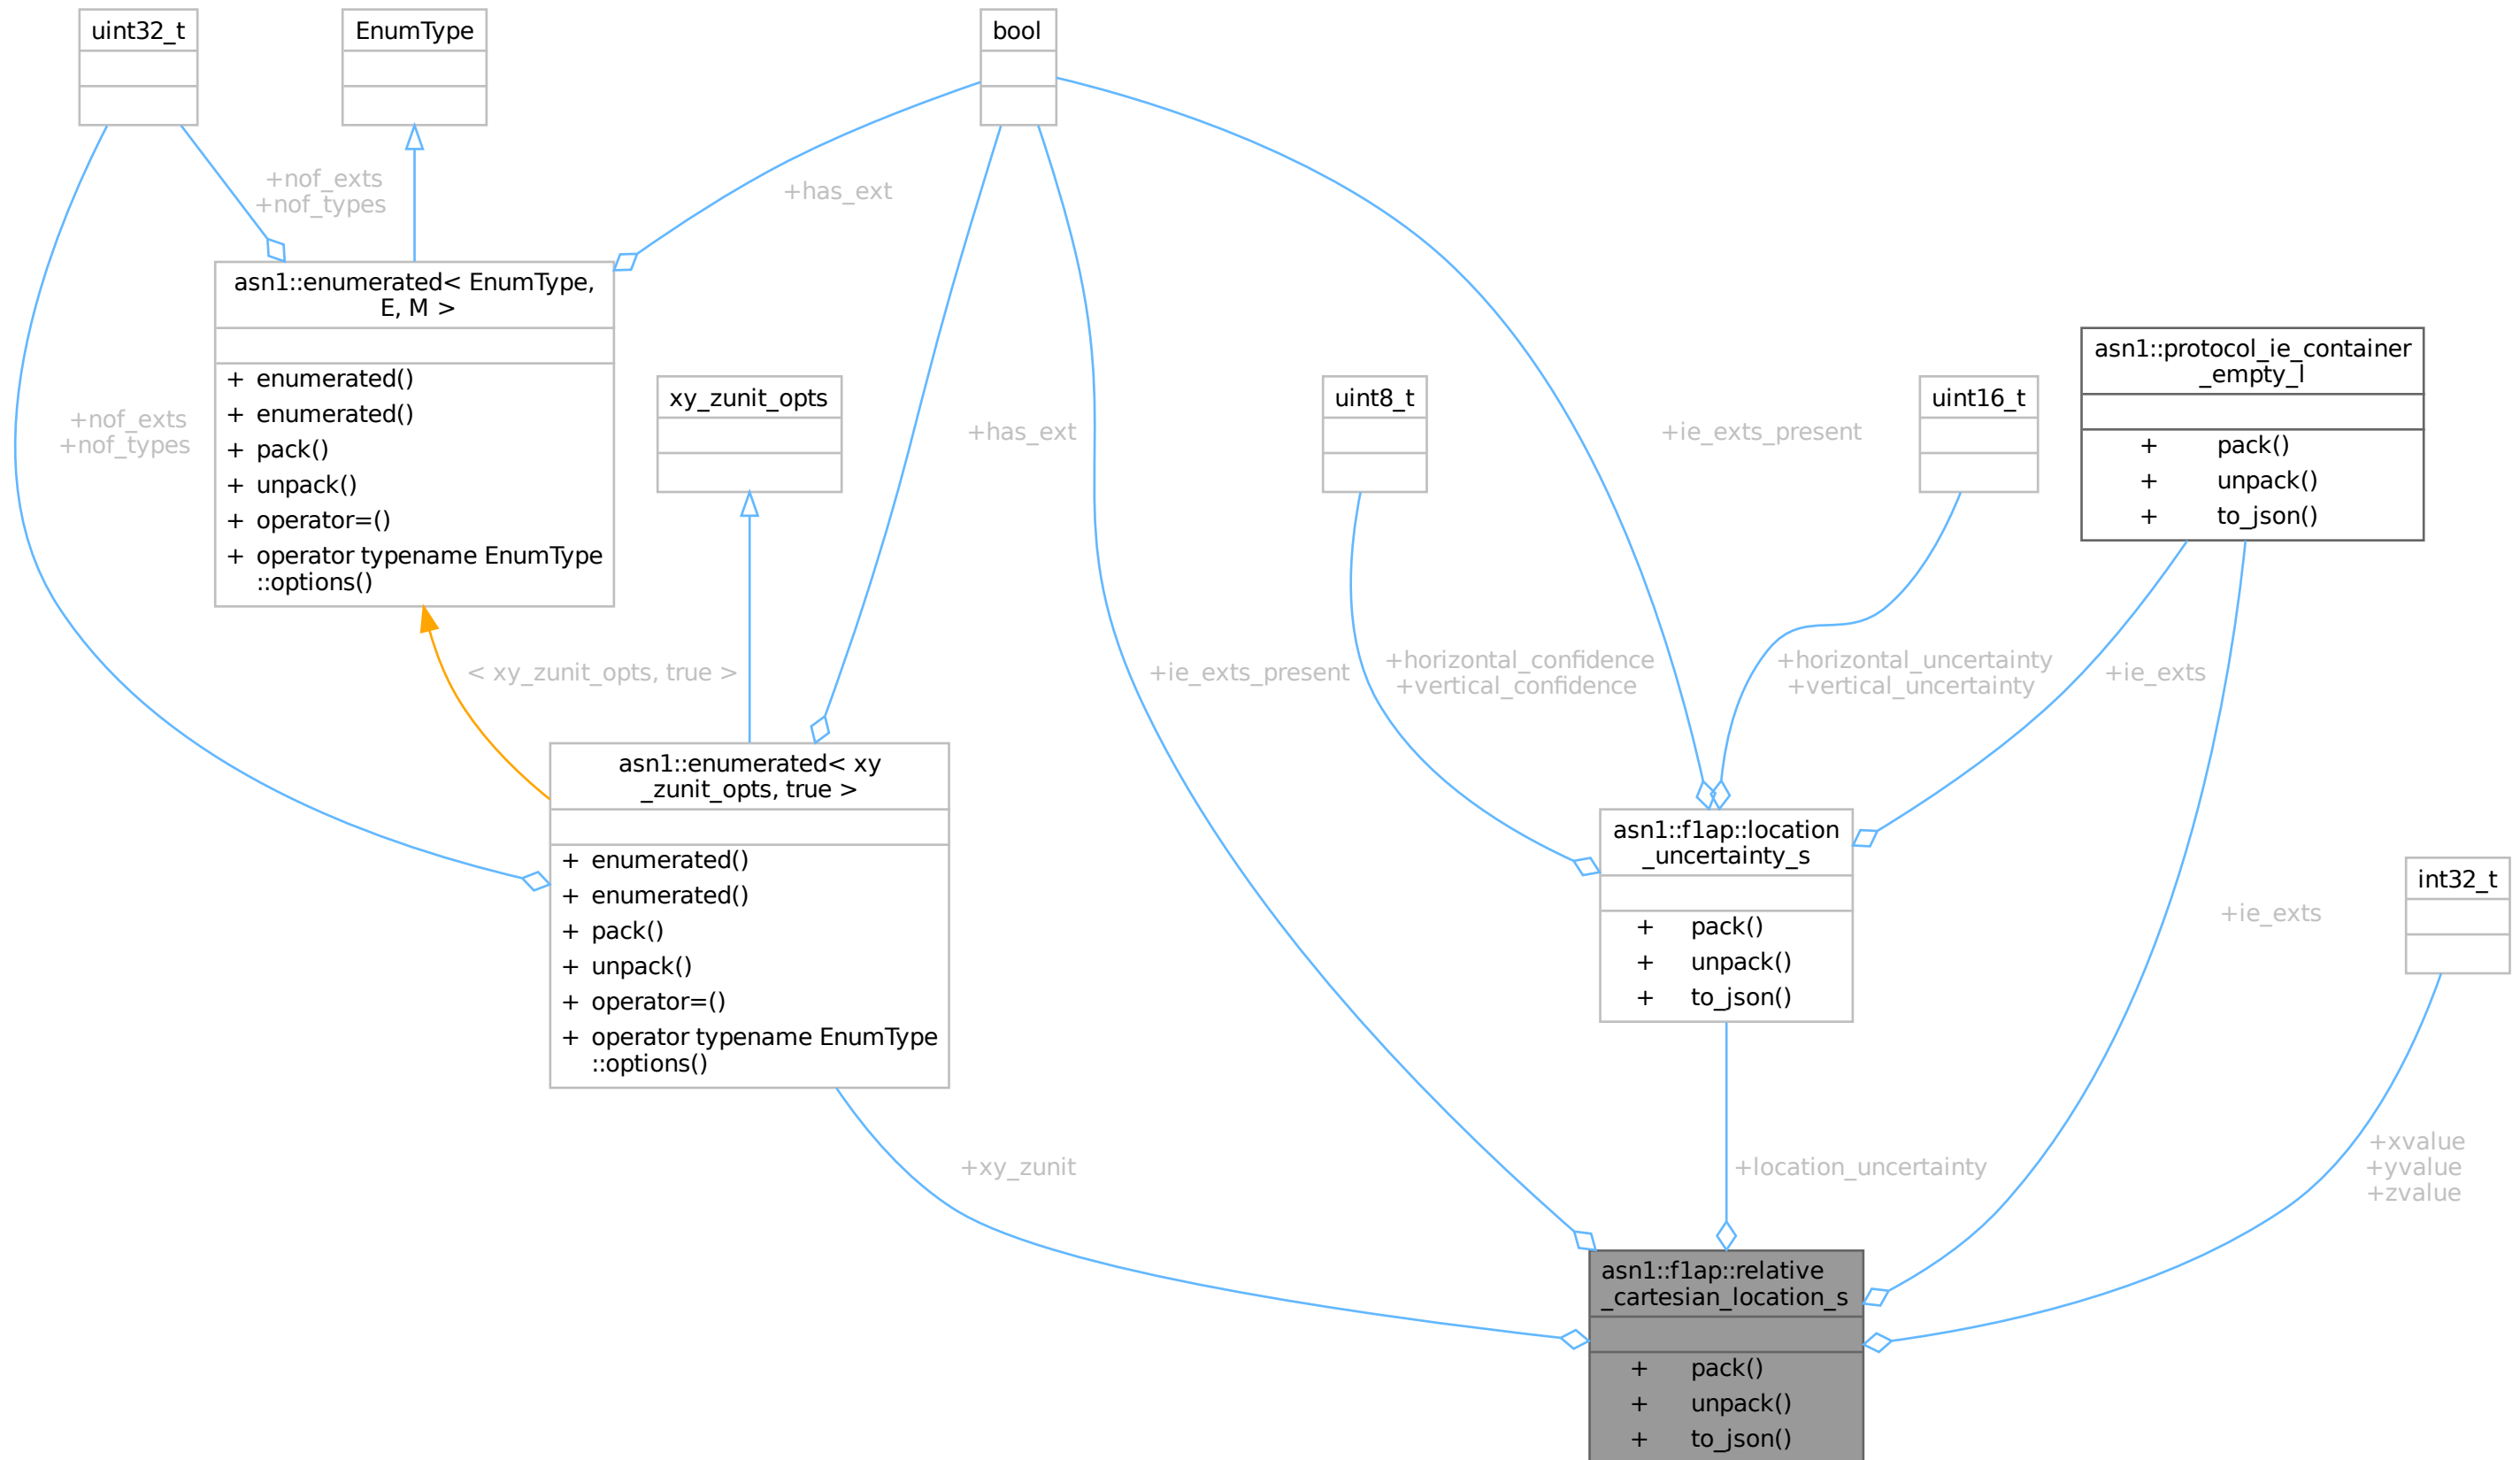 uint32_t
EnumType
bool
+nof_exts
+nof_types
+has_ext
asn1::enumerated< EnumType,
E, M >
+ enumerated()
+ enumerated()
+ pack()
+ unpack()
+ operator=()
+ operator typename EnumType
::options()
asn1::protocol_ie_container
_empty_l
+ pack()
+ unpack()
+ to_json()
xy_zunit_opts
uint8_t
uint16_t
+nof_exts
+nof_types
+has_ext
+ie_exts_present
< xy_zunit_opts, true >
+ie_exts_present
+horizontal_confidence
+vertical_confidence
+horizontal_uncertainty
+vertical_uncertainty
+ie_exts
asn1::enumerated< xy
_zunit_opts, true >
+ enumerated()
+ enumerated()
+ pack()
+ unpack()
+ operator=()
+ operator typename EnumType
::options()
asn1::f1ap::location
_uncertainty_s
+ pack()
+ unpack()
+ to_json()
+ie_exts
int32_t
+xy_zunit
+location_uncertainty
+xvalue
+yvalue
+zvalue
asn1::f1ap::relative
_cartesian_location_s
+ pack()
+ unpack()
+ to_json()